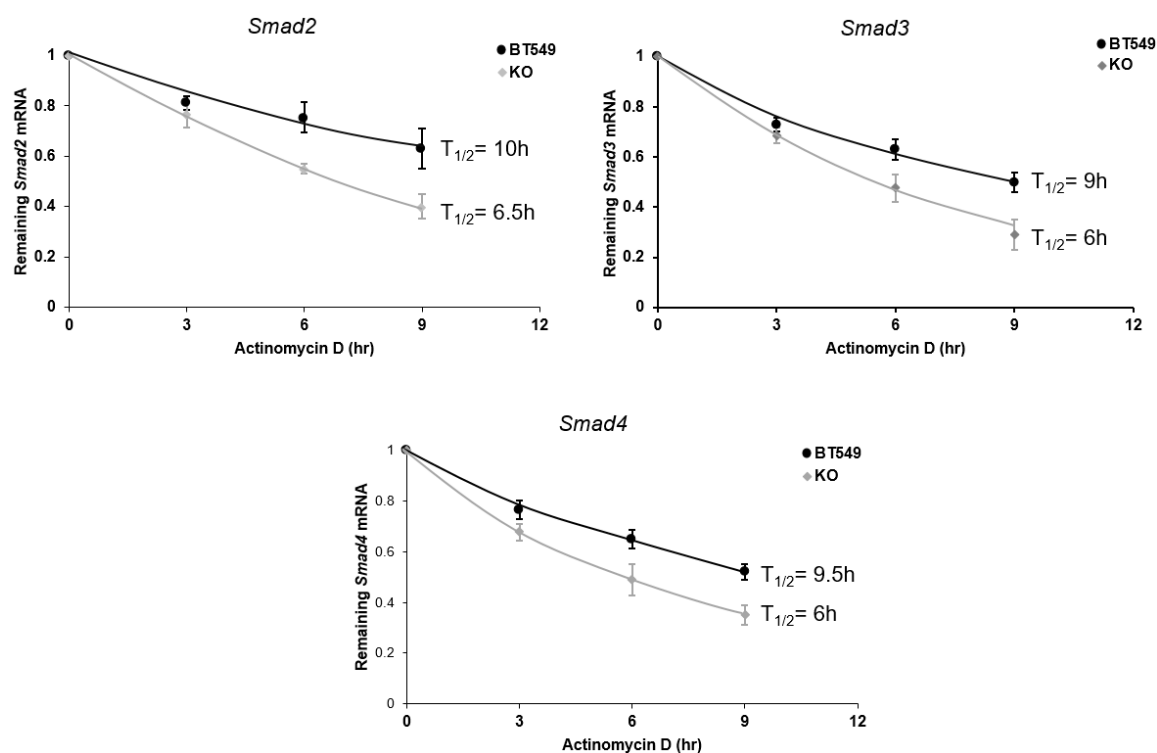 Smad2
BT549
KO
Remaining Smad2 mRNA
1
0.8
0.6
0.4
0.2
0
T1/2= 10h
T1/2= 6.5h
0 3 6 9 12
Actinomycin D (hr)
Smad3
BT549
KO
Remaining Smad3 mRNA
1
0.8
0.6
0.4
0.2
0
T1/2= 9h
T1/2= 6h
0 3 6 9 12
Actinomycin D (hr)
Smad4
BT549
KO
Remaining Smad4 mRNA
1
0.8
0.6
0.4
0.2
0
T1/2= 9.5h
T1/2= 6h
0 3 6 9 12
Actinomycin D (hr)